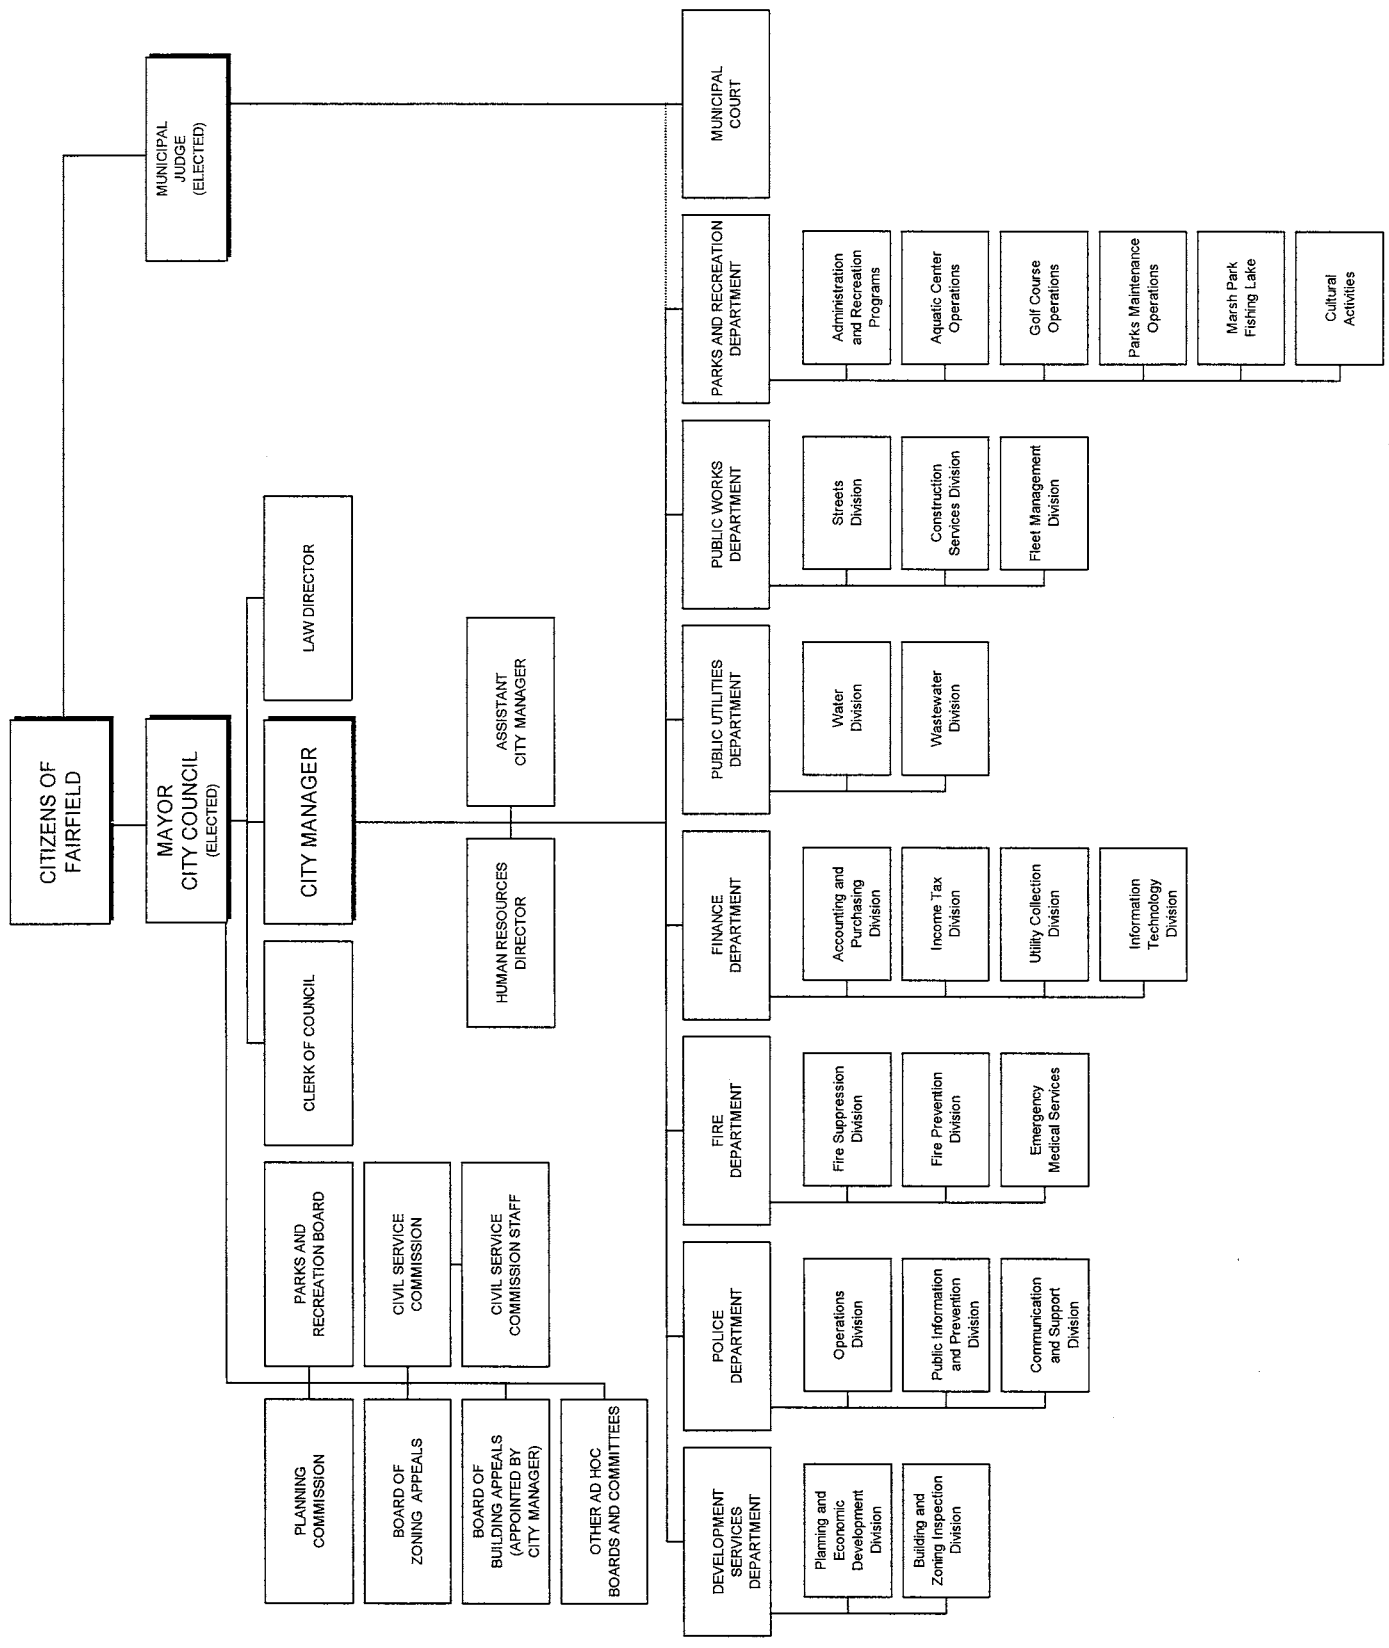 CITIZENS OF
FAIRFIELD
MAYOR
CITY COUNCIL
(ELECTED)
MUNICIPAL
JUDGE
(ELECTED)
CLERK OF COUNCIL
CITY MANAGER
LAW DIRECTOR
PLANNING
COMMISSION
PARKS AND
RECREATION BOARD
BOARD OF
ZONING APPEALS
CIVIL SERVICE
COMMISSION
BOARD OF
BUILDING APPEALS
(APPOINTED BY
CITY MANAGER)
CIVIL SERVICE
COMMISSION STAFF
OTHER AD HOC
BOARDS AND COMMITTEES
HUMAN RESOURCES
DIRECTOR
ASSISTANT
CITY MANAGER
DEVELOPMENT
SERVICES
DEPARTMENT
Planning and
Economic
Development
Division
Building and
Zoning Inspection
Division
POLICE
DEPARTMENT
Operations
Division
Public Information
and Prevention
Division
Communication
and Support
Division
FIRE
DEPARTMENT
Fire Suppression
Division
Fire Prevention
Division
Emergency
Medical Services
FINANCE
DEPARTMENT
Accounting and
Purchasing
Division
Income Tax
Division
Utility Collection
Division
Information
Technology
Division
PUBLIC UTILITIES
DEPARTMENT
Water
Division
Wastewater
Division
PUBLIC WORKS
DEPARTMENT
Streets
Division
Construction
Services Division
Fleet Management
Division
PARKS AND RECREATION
DEPARTMENT
Administration
and Recreation
Programs
Aquatic Center
Operations
Golf Course
Operations
Parks Maintenance
Operations
Marsh Park
Fishing Lake
Cultural
Activities
MUNICIPAL
COURT